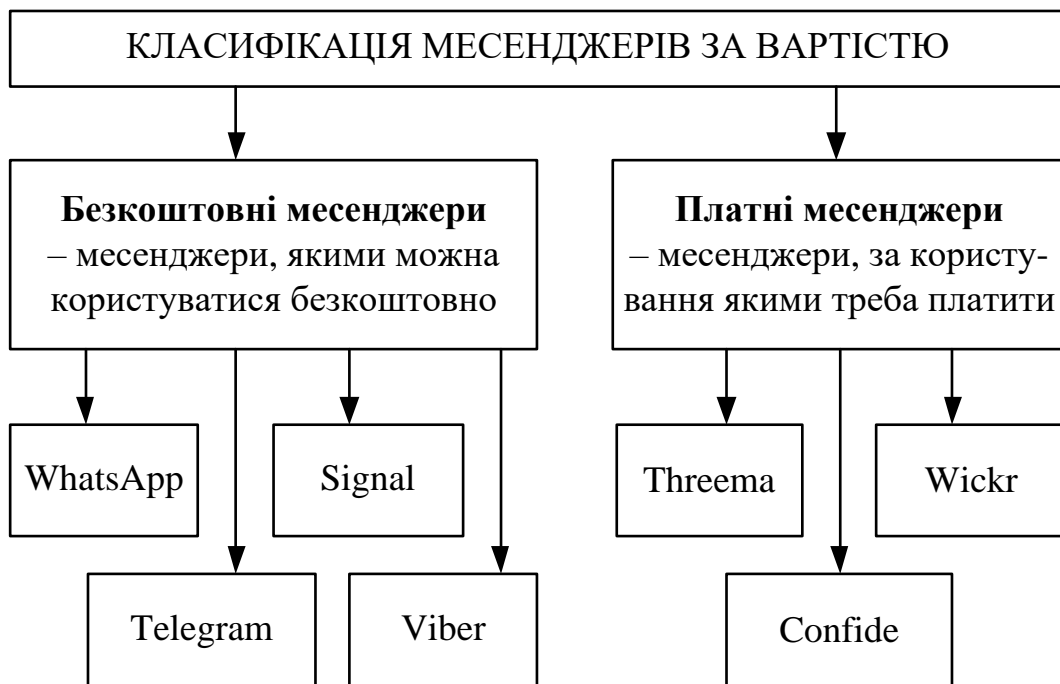 КЛАСИФІКАЦІЯ МЕСЕНДЖЕРІВ ЗА ВАРТІСТЮ
Безкоштовні месенджери
– месенджери, якими можна
користуватися безкоштовно
Платні месенджери
– месенджери, за користу-
вання якими треба платити
WhatsApp
Signal
Threema
Wickr
Telegram
Viber
Confide